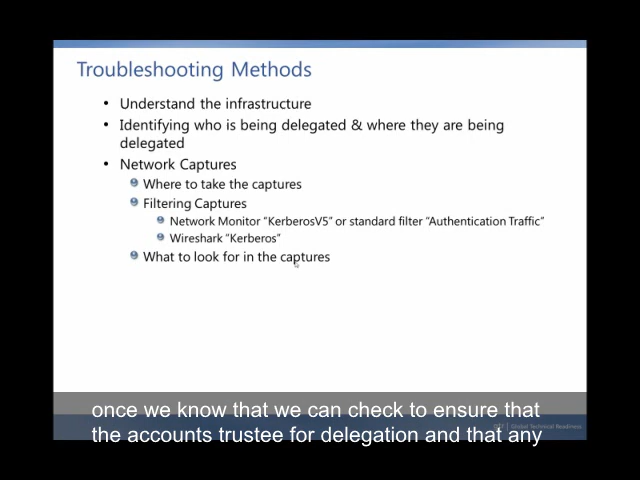 Troubleshooting Methods
• Understand the infrastructure
• Identifying who is being delegated & where they are being
delegated
• Network Captures
Where to take the captures
Filtering Captures
Network Monitor "KerberosV5" or standard filter "Authentication Traffic"
Wireshark "Kerberos"
What to look for in the captures
once we know that we can check to ensure that
the accounts trustee for delegation and that any
Global Technical Readiness